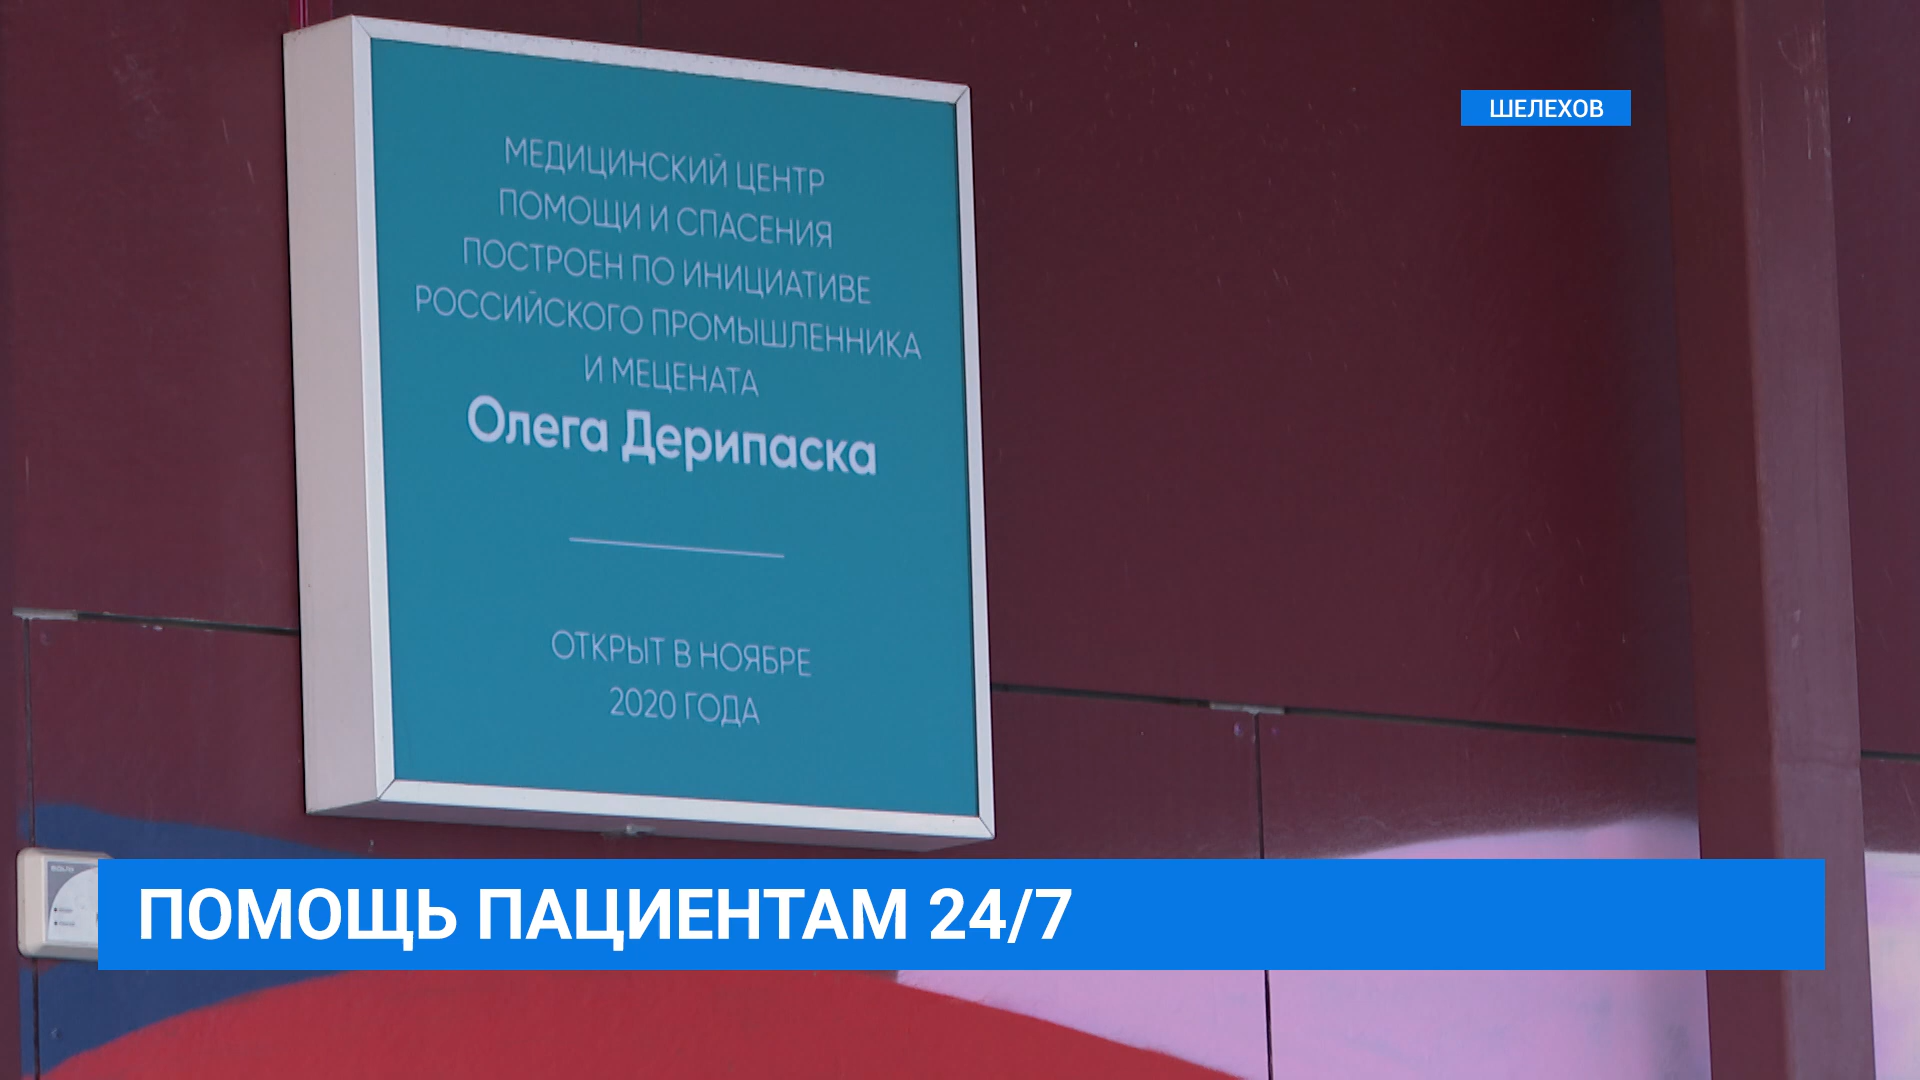 ШЕЛЕХОВ
МЕДИЦИНСКИЙ ЦЕНТР
ПОМОЩИ И СПАСЕНИЯ
ПОСТРОЕН ПО ИНИЦИАТИВЕ
РОССИЙСКОГО ПРОМЫШЛЕННИКА
И МЕЦЕНАТА
Олега Дерипаска
ОТКРЫТ В НОЯБРЕ
2020 ГОДА
ПОМОЩЬ ПАЦИЕНТАМ 24/7